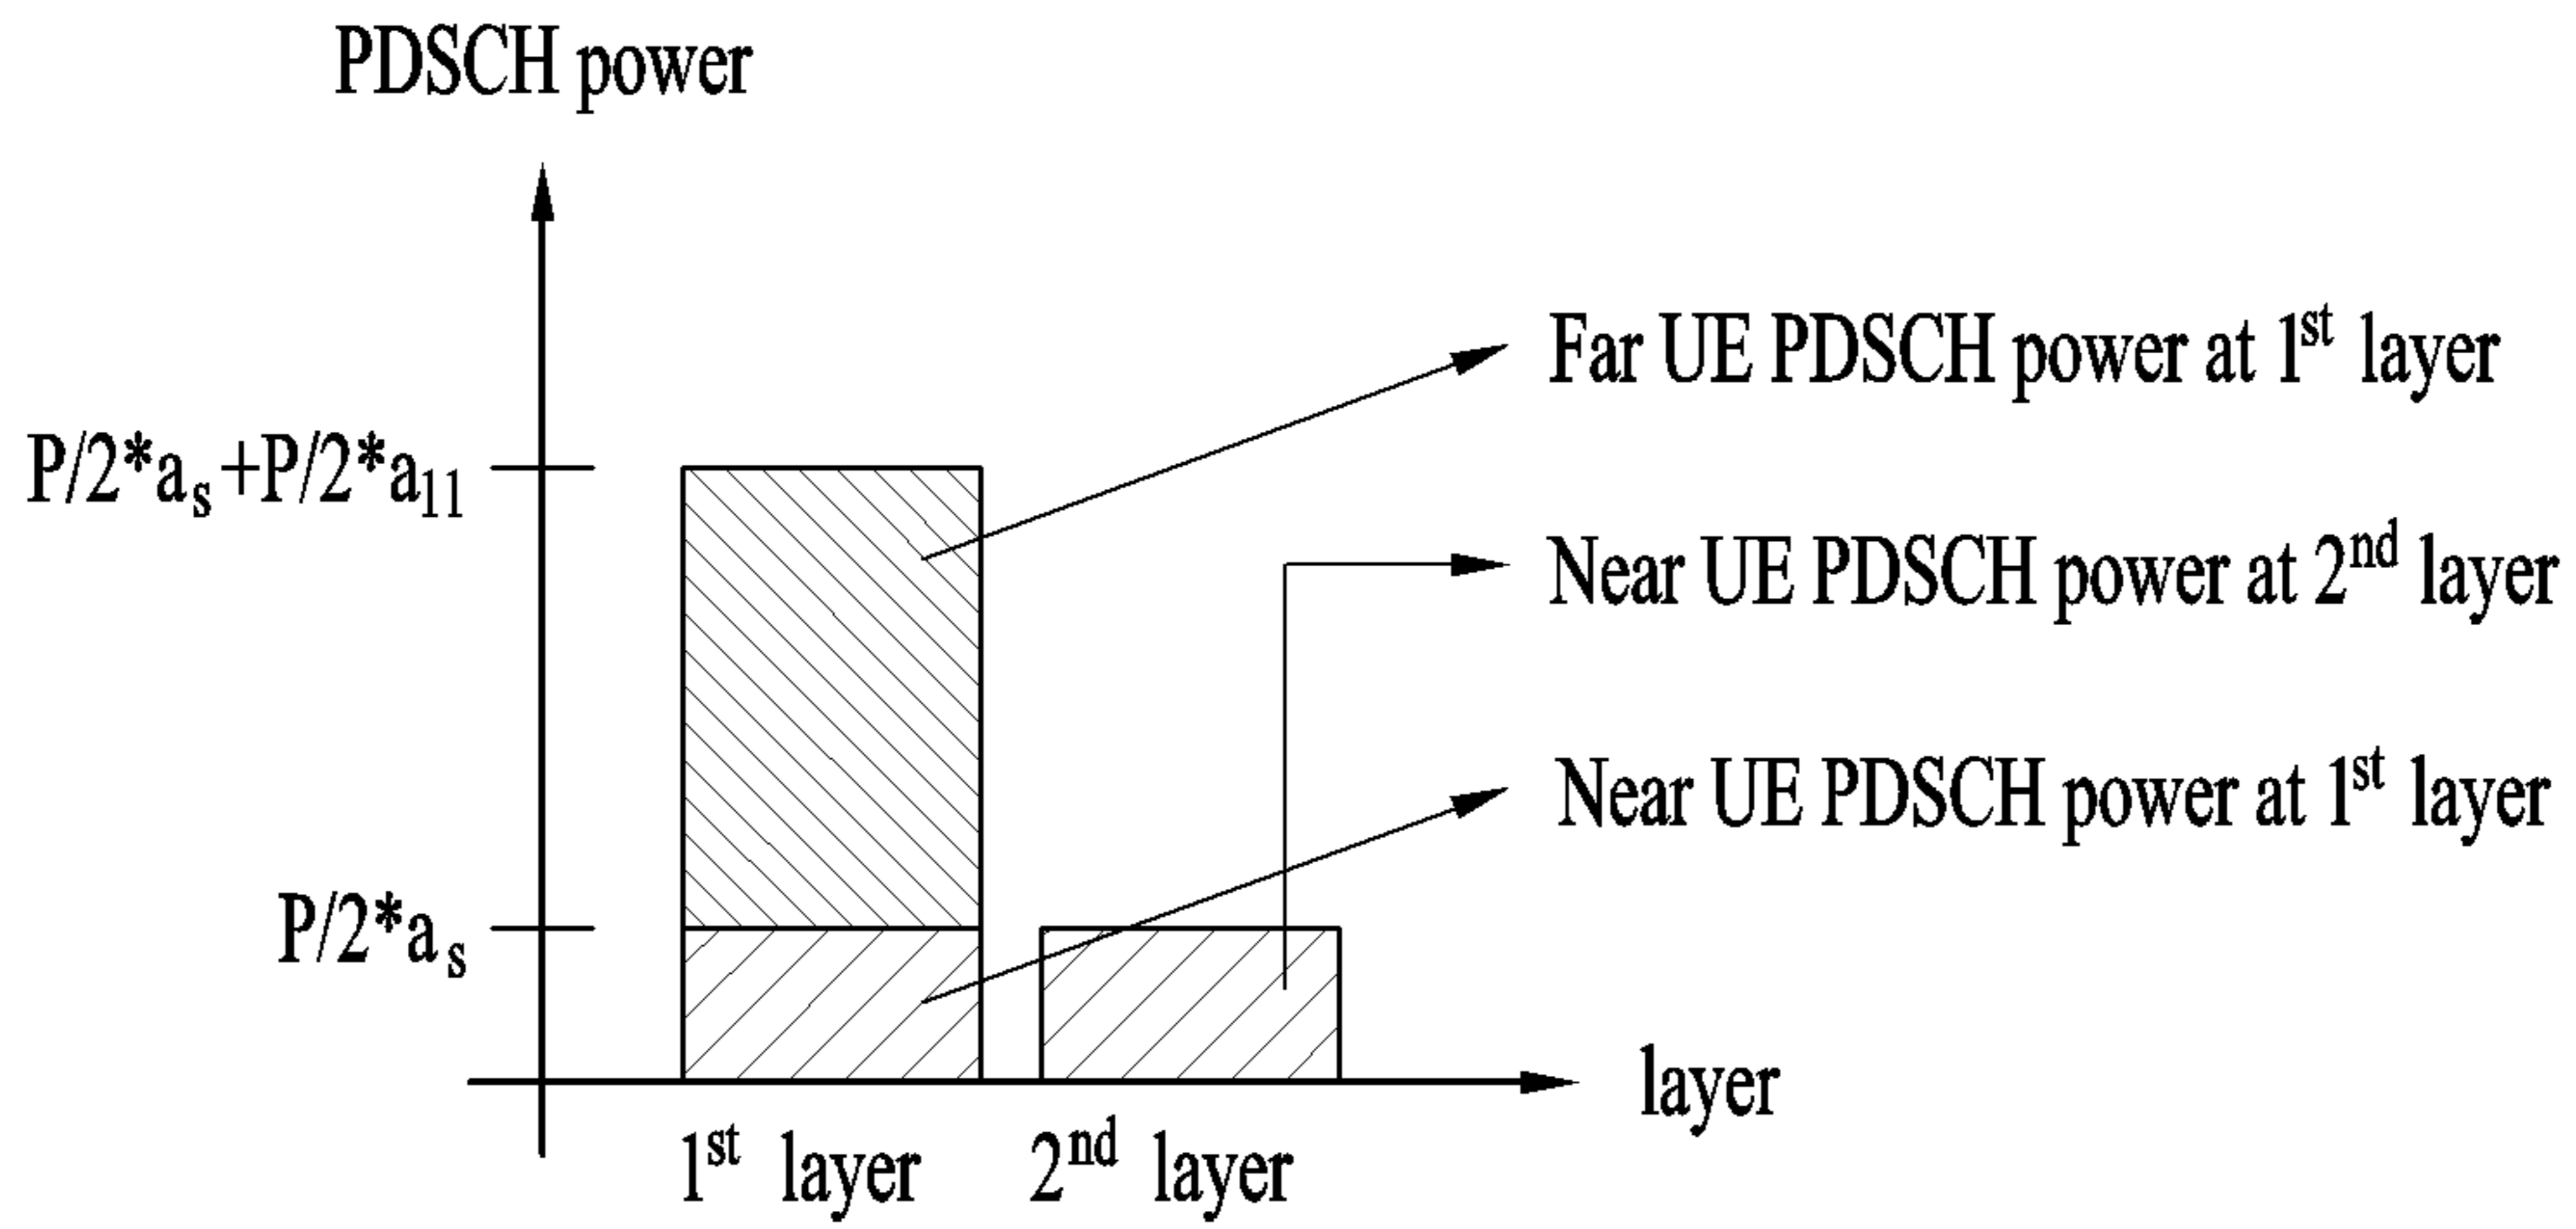 PDSCH power
Far UE PDSCH power at 1st layer
P/2*as+P/2*a11
Near UE PDSCH power at 2nd layer
Near UE PDSCH power at 1st layer
P/2*as
layer
1st layer 2nd layer